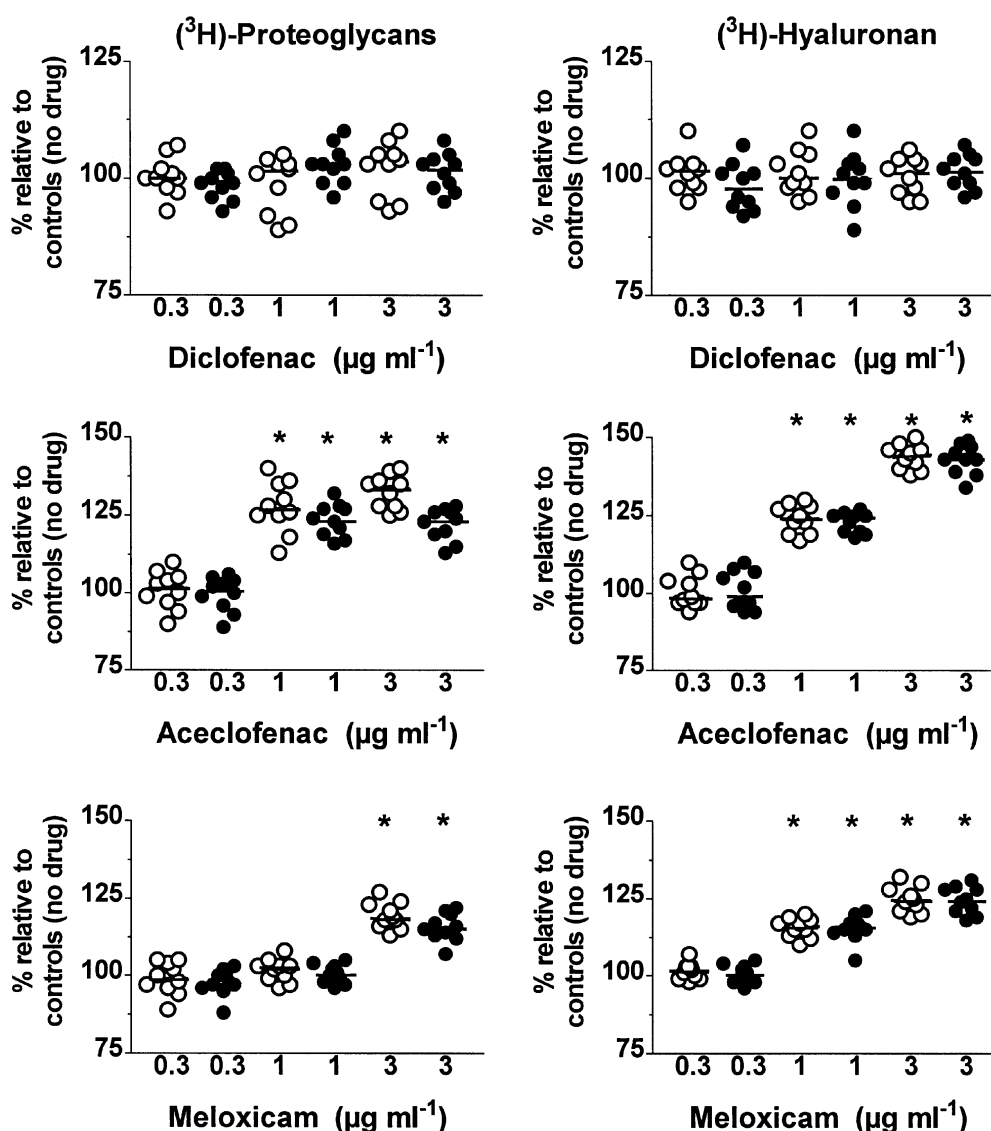 (³H)-Proteoglycans
(³H)-Hyaluronan
% relative to
controls (no drug)
125
100
75
0.3 0.3 1 1 3 3
Diclofenac (µg ml⁻¹)
% relative to
controls (no drug)
125
100
75
0.3 0.3 1 1 3 3
Diclofenac (µg ml⁻¹)
% relative to
controls (no drug)
150
125
100
75
* * * *
0.3 0.3 1 1 3 3
Aceclofenac (µg ml⁻¹)
% relative to
controls (no drug)
150
125
100
75
* * * *
0.3 0.3 1 1 3 3
Aceclofenac (µg ml⁻¹)
% relative to
controls (no drug)
150
125
100
75
* *
0.3 0.3 1 1 3 3
Meloxicam (µg ml⁻¹)
% relative to
controls (no drug)
150
125
100
75
* * * *
0.3 0.3 1 1 3 3
Meloxicam (µg ml⁻¹)